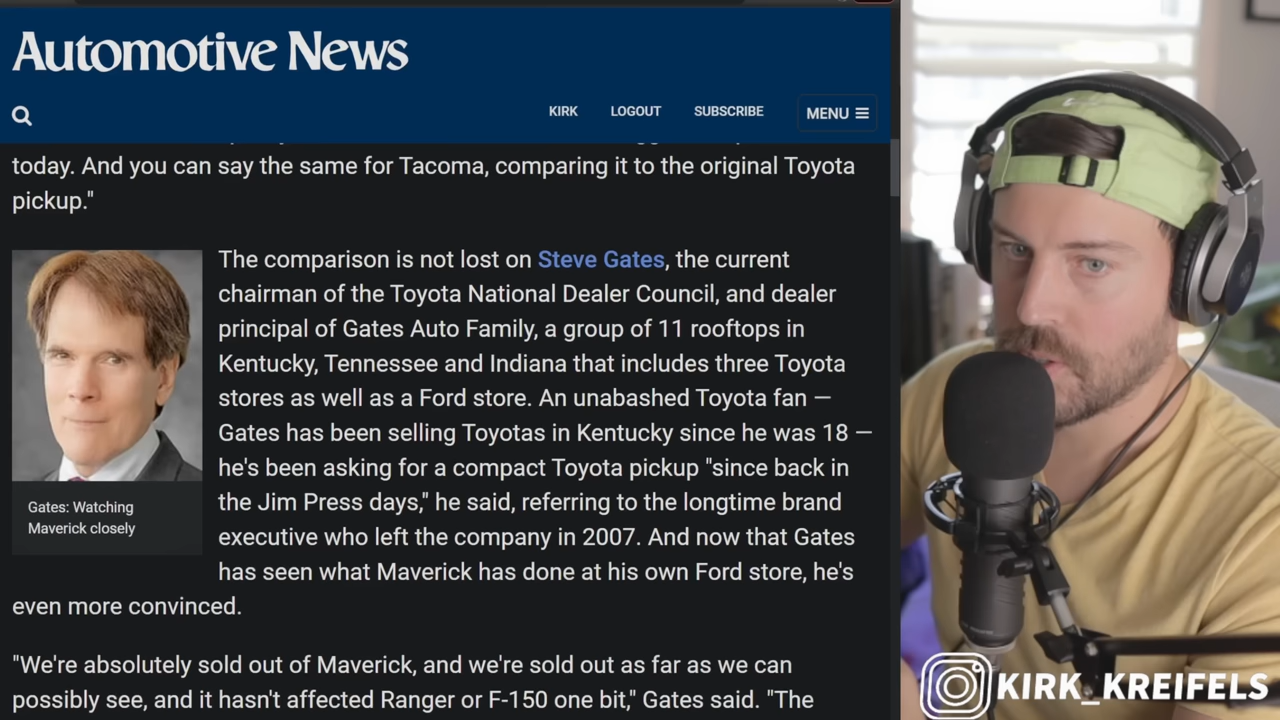 Automotive News
KIRK
LOGOUT
SUBSCRIBE
MENU
today. And you can say the same for Tacoma, comparing it to the original Toyota
pickup."
The comparison is not lost on Steve Gates, the current
chairman of the Toyota National Dealer Council, and dealer
principal of Gates Auto Family, a group of 11 rooftops in
Kentucky, Tennessee and Indiana that includes three Toyota
stores as well as a Ford store. An unabashed Toyota fan —
Gates has been selling Toyotas in Kentucky since he was 18 —
he's been asking for a compact Toyota pickup "since back in
the Jim Press days," he said, referring to the longtime brand
executive who left the company in 2007. And now that Gates
has seen what Maverick has done at his own Ford store, he's
even more convinced.
Gates: Watching
Maverick closely
"We're absolutely sold out of Maverick, and we're sold out as far as we can
possibly see, and it hasn't affected Ranger or F-150 one bit," Gates said. "The
KIRK_KREIFELS